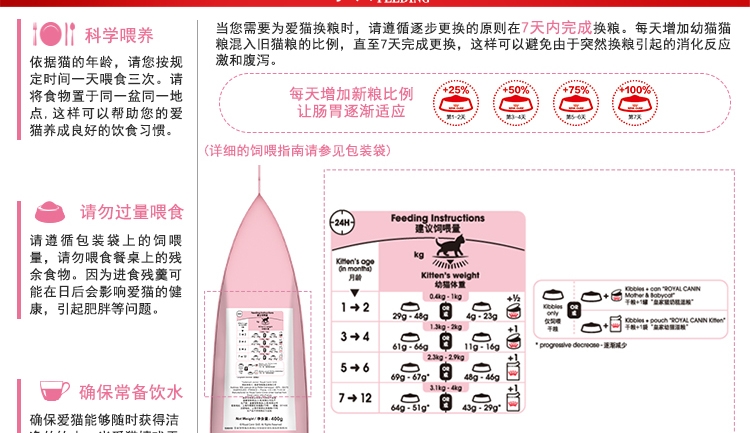 FEEDING
科学喂养
依据猫的年龄，请您按规
定时间一天喂食三次。请
将食物置于同一盆同一地
点，这样可以帮助您的爱
猫养成良好的饮食习惯。
请勿过量喂食
请遵循包装袋上的饲喂
量，请勿喂食餐桌上的残
余食物。因为进食残羹可
能在日后会影响爱猫的健
康，引起肥胖等问题。
确保常备饮水
确保爱猫能够随时获得洁
当您需要为爱猫换粮时，请遵循逐步更换的原则在7天内完成换粮。每天增加幼猫猫
粮混入旧猫粮的比例，直至7天完成更换，这样可以避免由于突然换粮引起的消化反应
激和腹泻。
每天增加新粮比例
让肠胃逐渐适应
+25%
第1-2天
+50%
第3-4天
+75%
第5-6天
+100%
第7天
(详细的饲喂指南请参见包装袋)
Net Weight / 净含量: 400g
24H
Feeding Instructions
建议饲喂量
kg
Kitten's age
(in months)
月龄
Kitten's weight
幼猫体重
1 → 2
0.4kg - 1kg
29g - 48g
OR
或
4g - 23g
+½
3 → 4
1.3kg - 2kg
61g - 66g
OR
或
11g - 16g
+1
5 → 6
2.3kg - 2.9kg
69g - 67g*
OR
或
48g - 46g
+1
7 → 12
3.1kg - 4kg
64g - 51g*
OR
或
43g - 29g*
+1
Kibbles
only
仅饲喂
干粮
OR
或
Kibbles + can "ROYAL CANIN
Mother & Babycat"
干粮+1罐 "皇家猫奶糕湿粮"
Kibbles + pouch "ROYAL CANIN Kitten"
干粮+1袋 "皇家幼猫湿粮"
* progressive decrease - 逐渐减少